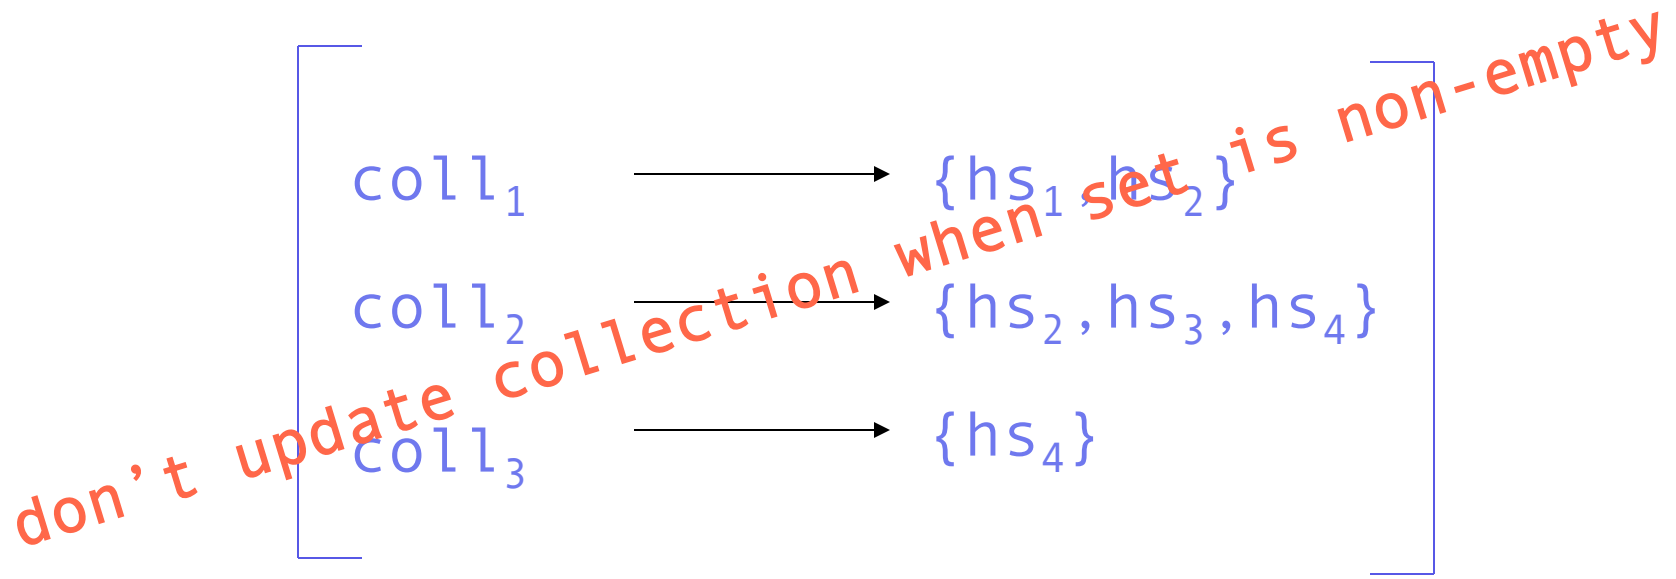 coll₁ {hs₁,hs₂}
coll₂ {hs₂,hs₃,hs₄}
coll₃ {hs₄}
don’t update collection when set is non-empty